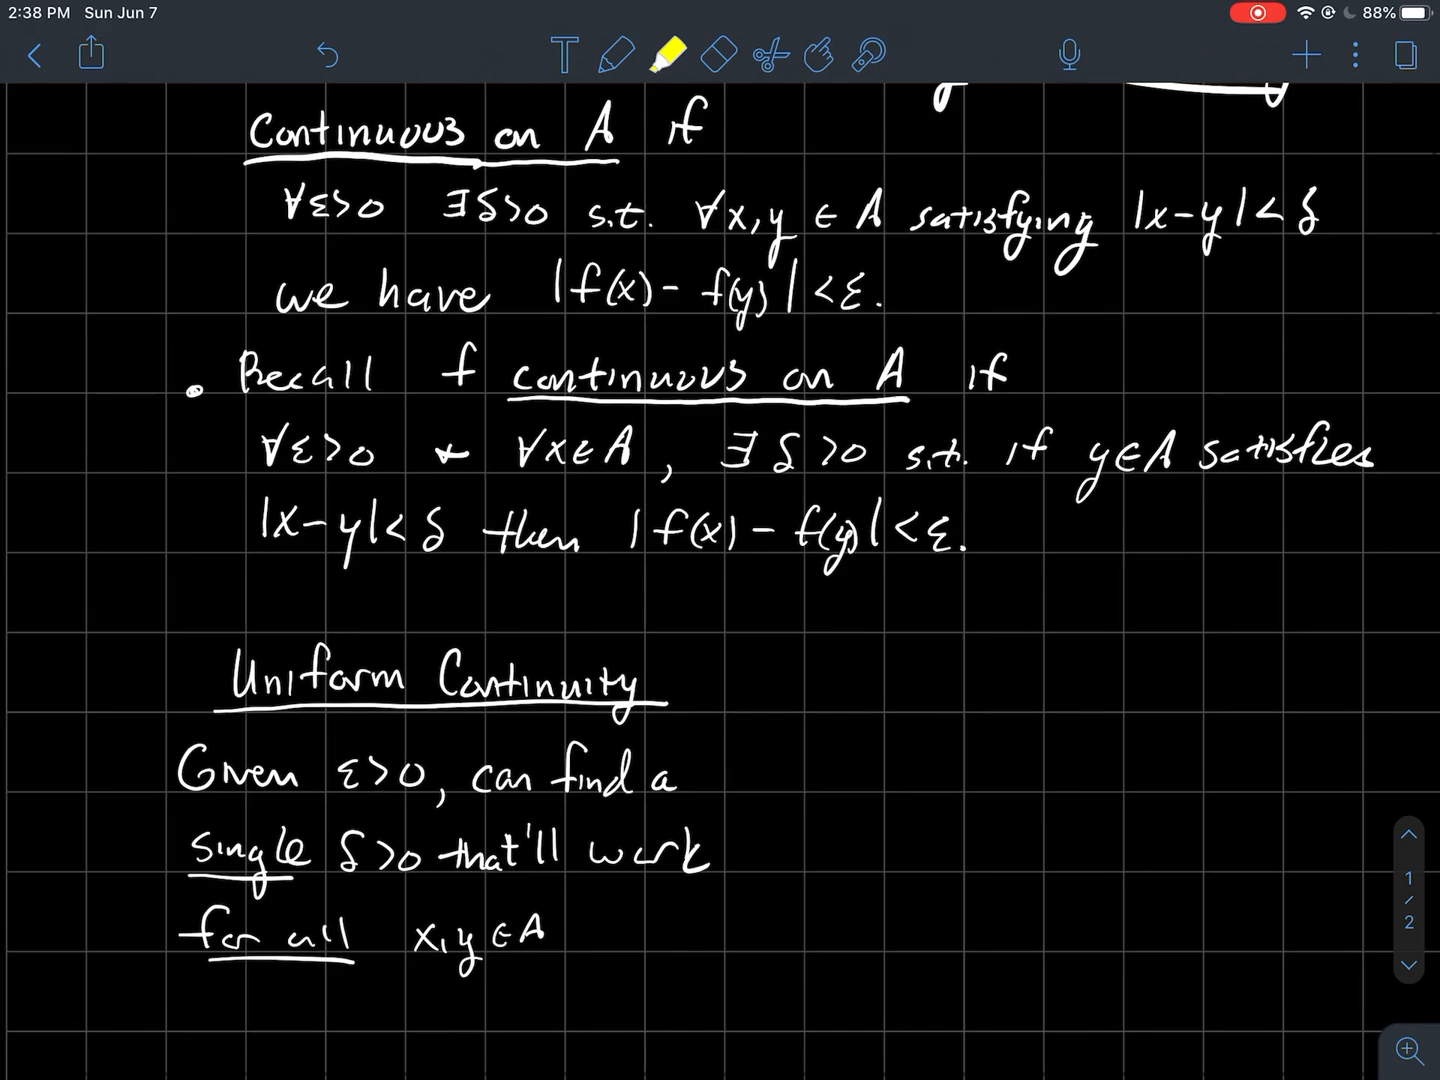 2:38 PM Sun Jun 7 88%
Continuous on A if
∀ε>0 ∃δ>0 s.t. ∀x,y ∈ A satisfying |x-y|<δ
we have |f(x) - f(y)|<ε.
• Recall f continuous on A if
∀ε>0 & ∀x∈A, ∃δ>0 s.t. if y∈A satisfies
|x-y|<δ then |f(x) - f(y)|<ε.
Uniform Continuity
Given ε>0, can find a
single δ>0 that'll work
for all x,y ∈ A
1
/
2